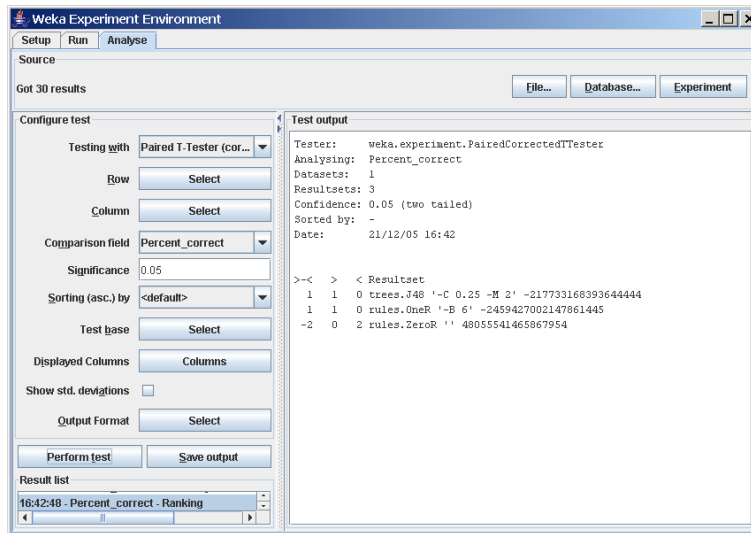 Weka Experiment Environment
Setup Run Analyse
Source
Got 30 results
File... Database... Experiment
Configure test
Testing with Paired T-Tester (cor...
Row Select
Column Select
Comparison field Percent_correct
Significance 0.05
Sorting (asc.) by <default>
Test base Select
Displayed Columns Columns
Show std. deviations
Output Format Select
Perform test Save output
Result list
16:42:48 - Percent_correct - Ranking
Test output
Tester: weka.experiment.PairedCorrectedTTester
Analysing: Percent_correct
Datasets: 1
Resultsets: 3
Confidence: 0.05 (two tailed)
Sorted by: -
Date: 21/12/05 16:42
>-< > < Resultset
1 1 0 trees.J48 '-C 0.25 -M 2' -217733168393644444
1 1 0 rules.OneR '-B 6' -2459427002147861445
-2 0 2 rules.ZeroR '' 48055541465867954